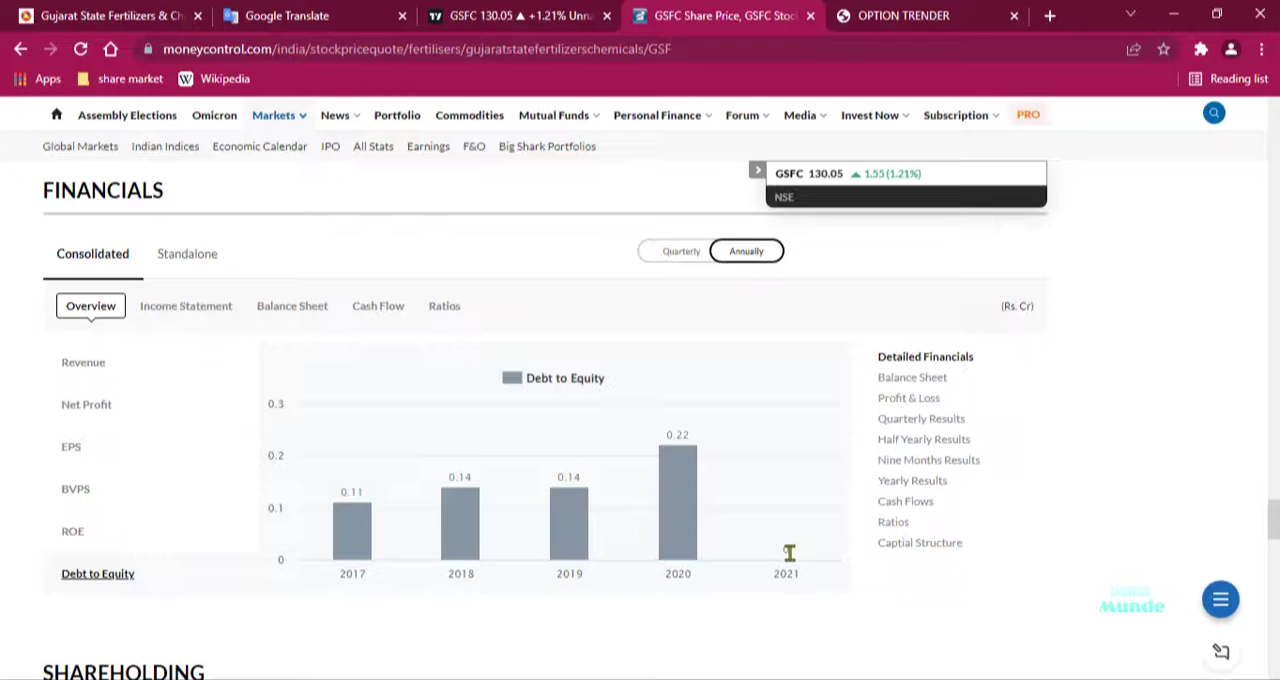 Gujarat State Fertilizers & Ch
Google Translate
GSFC 130.05 ▲ +1.21% Unna
GSFC Share Price, GSFC Stoc
OPTION TRENDER
moneycontrol.com/india/stockpricequote/fertilisers/gujaratstatefertilizerschemicals/GSF
Apps
share market
Wikipedia
Reading list
Assembly Elections Omicron Markets News Portfolio Commodities Mutual Funds Personal Finance Forum Media Invest Now Subscription PRO
Global Markets Indian Indices Economic Calendar IPO All Stats Earnings F&O Big Shark Portfolios
GSFC 130.05 ▲ 1.55 (1.21%)
NSE
FINANCIALS
Consolidated Standalone
Quarterly Annually
Overview Income Statement Balance Sheet Cash Flow Ratios
(Rs. Cr)
Revenue
Net Profit
EPS
BVPS
ROE
Debt to Equity
Debt to Equity
0.3
0.2
0.1
0
0.11
0.14
0.14
0.22
2017 2018 2019 2020 2021
Detailed Financials
Balance Sheet
Profit & Loss
Quarterly Results
Half Yearly Results
Nine Months Results
Yearly Results
Cash Flows
Ratios
Captial Structure
Munde
SHAREHOLDING